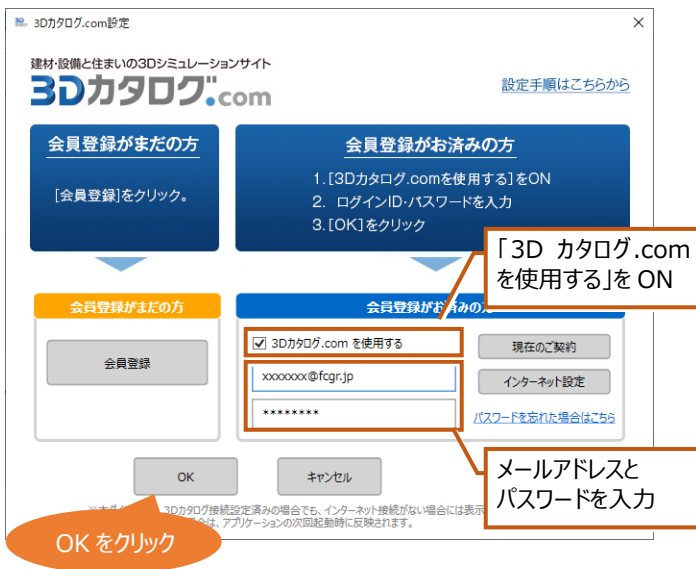 3Dカタログ.com設定
建材・設備と住まいの3Dシミュレーションサイト
3Dカタログ.com
設定手順はこちらから
会員登録がまだの方
[会員登録]をクリック。
会員登録がお済みの方
1.[3Dカタログ.comを使用する]をON
2. ログインID・パスワードを入力
3.[OK]をクリック
「3D カタログ.com
を使用する」を ON
会員登録がまだの方
会員登録
会員登録がお済みの方
3Dカタログ.com を使用する
現在のご契約
xxxxxxx@fcgr.jp
インターネット設定
********
パスワードを忘れた場合はこちら
メールアドレスと
パスワードを入力
OK
キャンセル
3Dカタログ接続設定済みの場合でも、インターネット接続がない場合には表示
合は、アプリケーションの次回起動時に反映されます。
OK をクリック